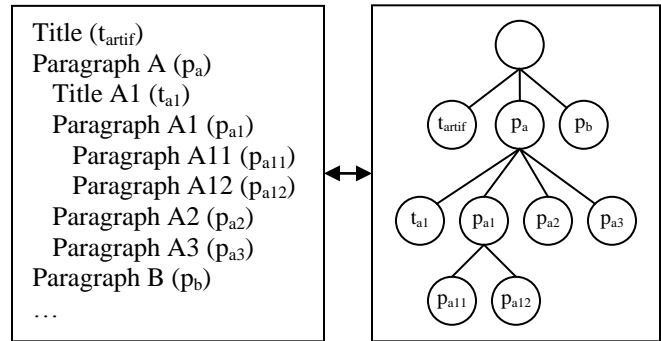 Title (tartif)
Paragraph A (pa)
Title A1 (ta1)
Paragraph A1 (pa1)
Paragraph A11 (pa11)
Paragraph A12 (pa12)
Paragraph A2 (pa2)
Paragraph A3 (pa3)
Paragraph B (pb)
…
tartif pa pb
ta1 pa1 pa2 pa3
pa11 pa12